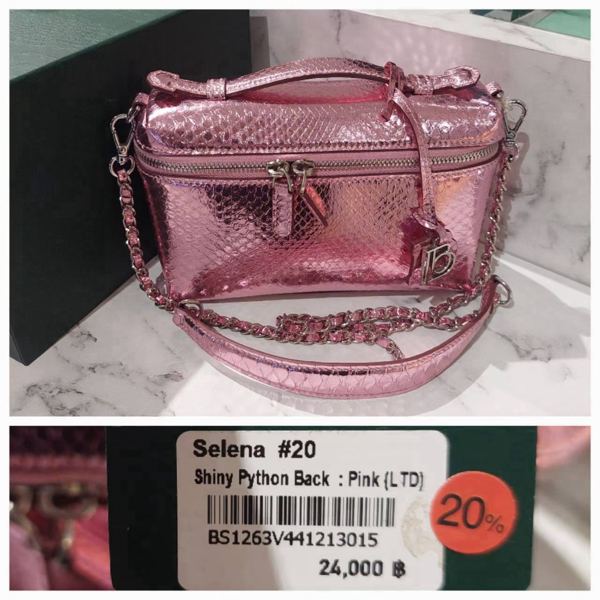 Selena #20
Shiny Python Back : Pink (LTD)
20%
BS1263V441213015
24,000 ฿